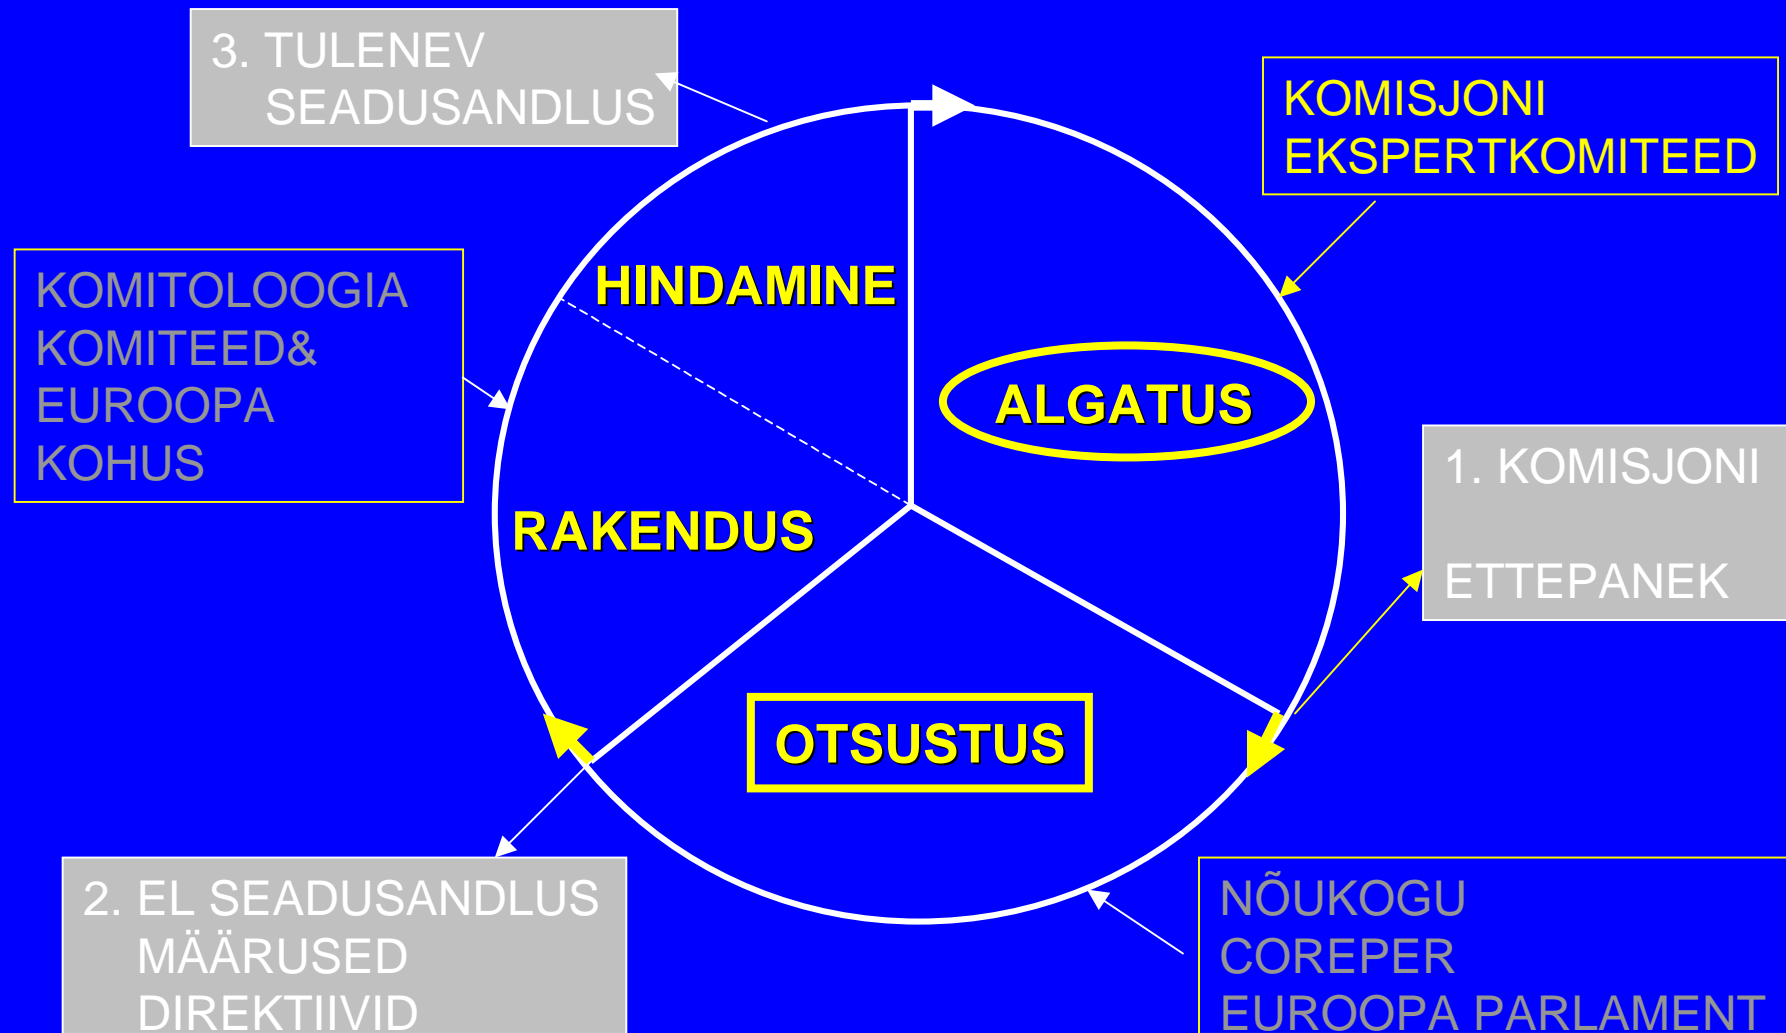 3. TULENEV
SEADUSANDLUS
KOMISJONI
EKSPERTKOMITEED
KOMITOLOOGIA
KOMITEED&
EUROOPA
KOHUS
HINDAMINE
ALGATUS
1. KOMISJONI
ETTEPANEK
RAKENDUS
OTSUSTUS
2. EL SEADUSANDLUS
MÄÄRUSED
DIREKTIIVID
NÕUKOGU
COREPER
EUROOPA PARLAMENT